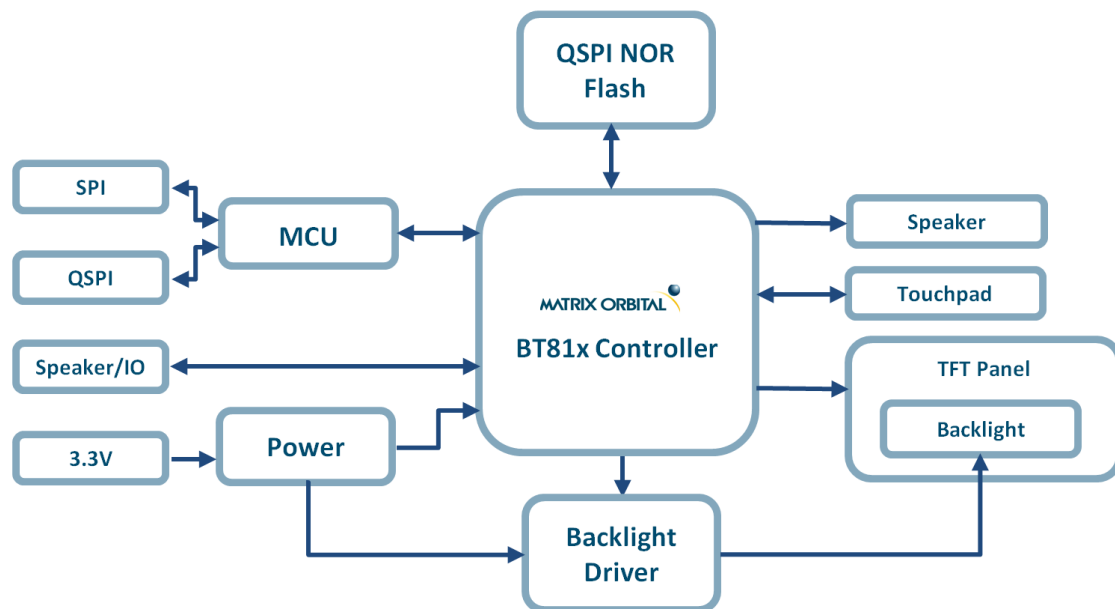 QSPI NOR
Flash
SPI
MCU
QSPI
Speaker
Touchpad
MATRIX ORBITAL
BT81x Controller
Speaker/IO
TFT Panel
Backlight
3.3V
Power
Backlight
Driver